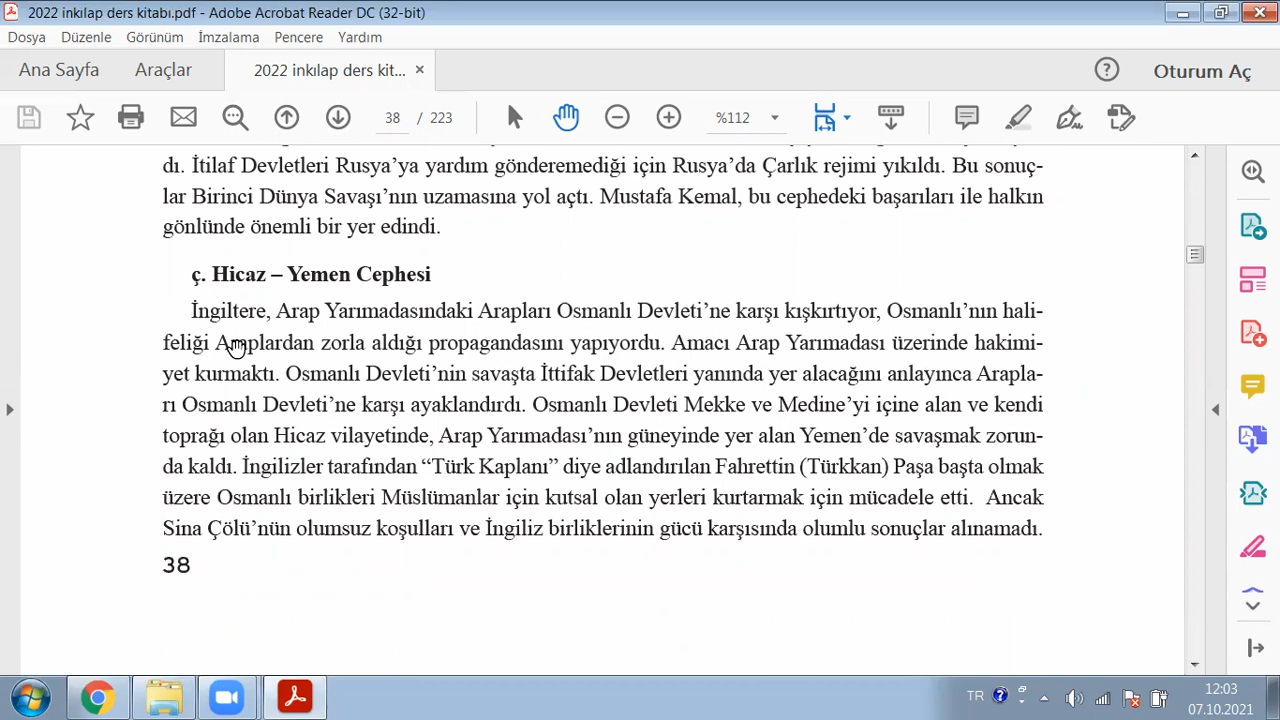 2022 inkılap ders kitabı.pdf - Adobe Acrobat Reader DC (32-bit)
Dosya Düzenle Görünüm İmzalama Pencere Yardım
Ana Sayfa Araçlar 2022 inkılap ders kit... × Oturum Aç
38 / 223 %112
dı. İtilaf Devletleri Rusya’ya yardım gönderemediği için Rusya’da Çarlık rejimi yıkıldı. Bu sonuç-
lar Birinci Dünya Savaşı’nın uzamasına yol açtı. Mustafa Kemal, bu cephedeki başarıları ile halkın
gönlünde önemli bir yer edindi.
ç. Hicaz – Yemen Cephesi
İngiltere, Arap Yarımadasındaki Arapları Osmanlı Devleti’ne karşı kışkırtıyor, Osmanlı’nın hali-
feliği Araplardan zorla aldığı propagandasını yapıyordu. Amacı Arap Yarımadası üzerinde hakimi-
yet kurmaktı. Osmanlı Devleti’nin savaşta İttifak Devletleri yanında yer alacağını anlayınca Arapla-
rı Osmanlı Devleti’ne karşı ayaklandırdı. Osmanlı Devleti Mekke ve Medine’yi içine alan ve kendi
toprağı olan Hicaz vilayetinde, Arap Yarımadası’nın güneyinde yer alan Yemen’de savaşmak zorun-
da kaldı. İngilizler tarafından “Türk Kaplanı” diye adlandırılan Fahrettin (Türkkan) Paşa başta olmak
üzere Osmanlı birlikleri Müslümanlar için kutsal olan yerleri kurtarmak için mücadele etti. Ancak
Sina Çölü’nün olumsuz koşulları ve İngiliz birliklerinin gücü karşısında olumlu sonuçlar alınamadı.
38
TR 12:03
07.10.2021